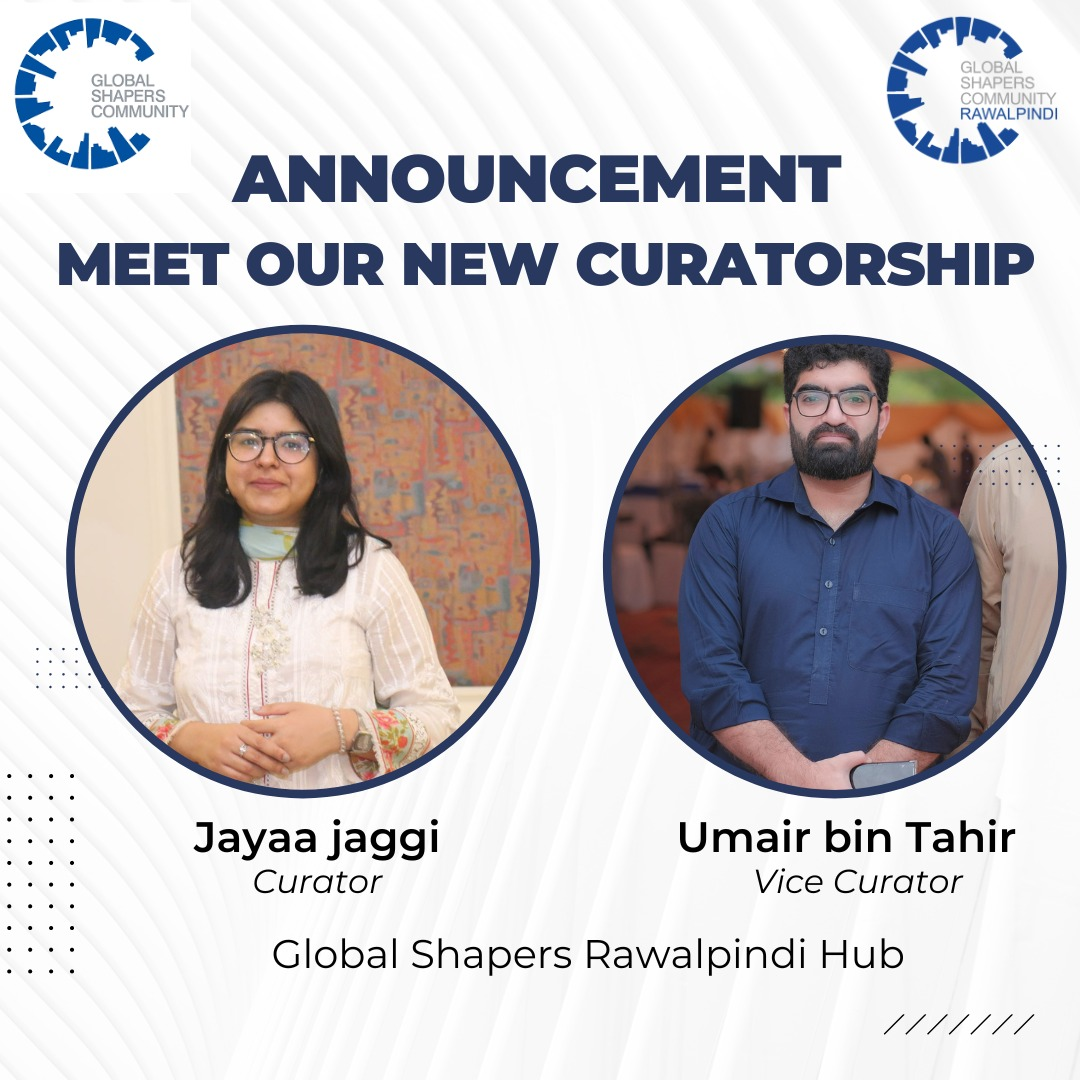 GLOBAL
SHAPERS
COMMUNITY
GLOBAL
SHAPERS
COMMUNITY
RAWALPINDI
ANNOUNCEMENT
MEET OUR NEW CURATORSHIP
Jayaa jaggi
Curator
Umair bin Tahir
Vice Curator
Global Shapers Rawalpindi Hub